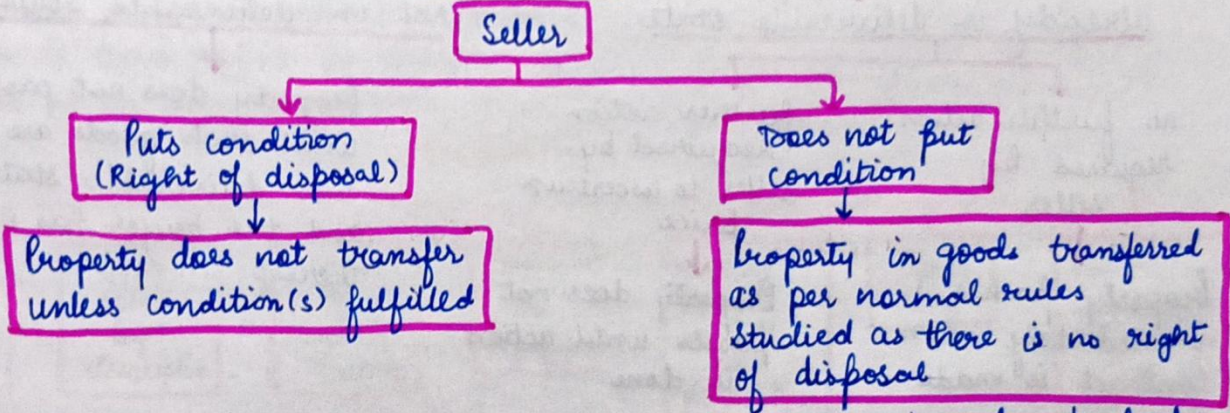 Seller
Puts condition
(Right of disposal)
Does not put
condition
Property does not transfer
unless condition(s) fulfilled
Property in goods transferred
as per normal rules
studied as there is no right
of disposal